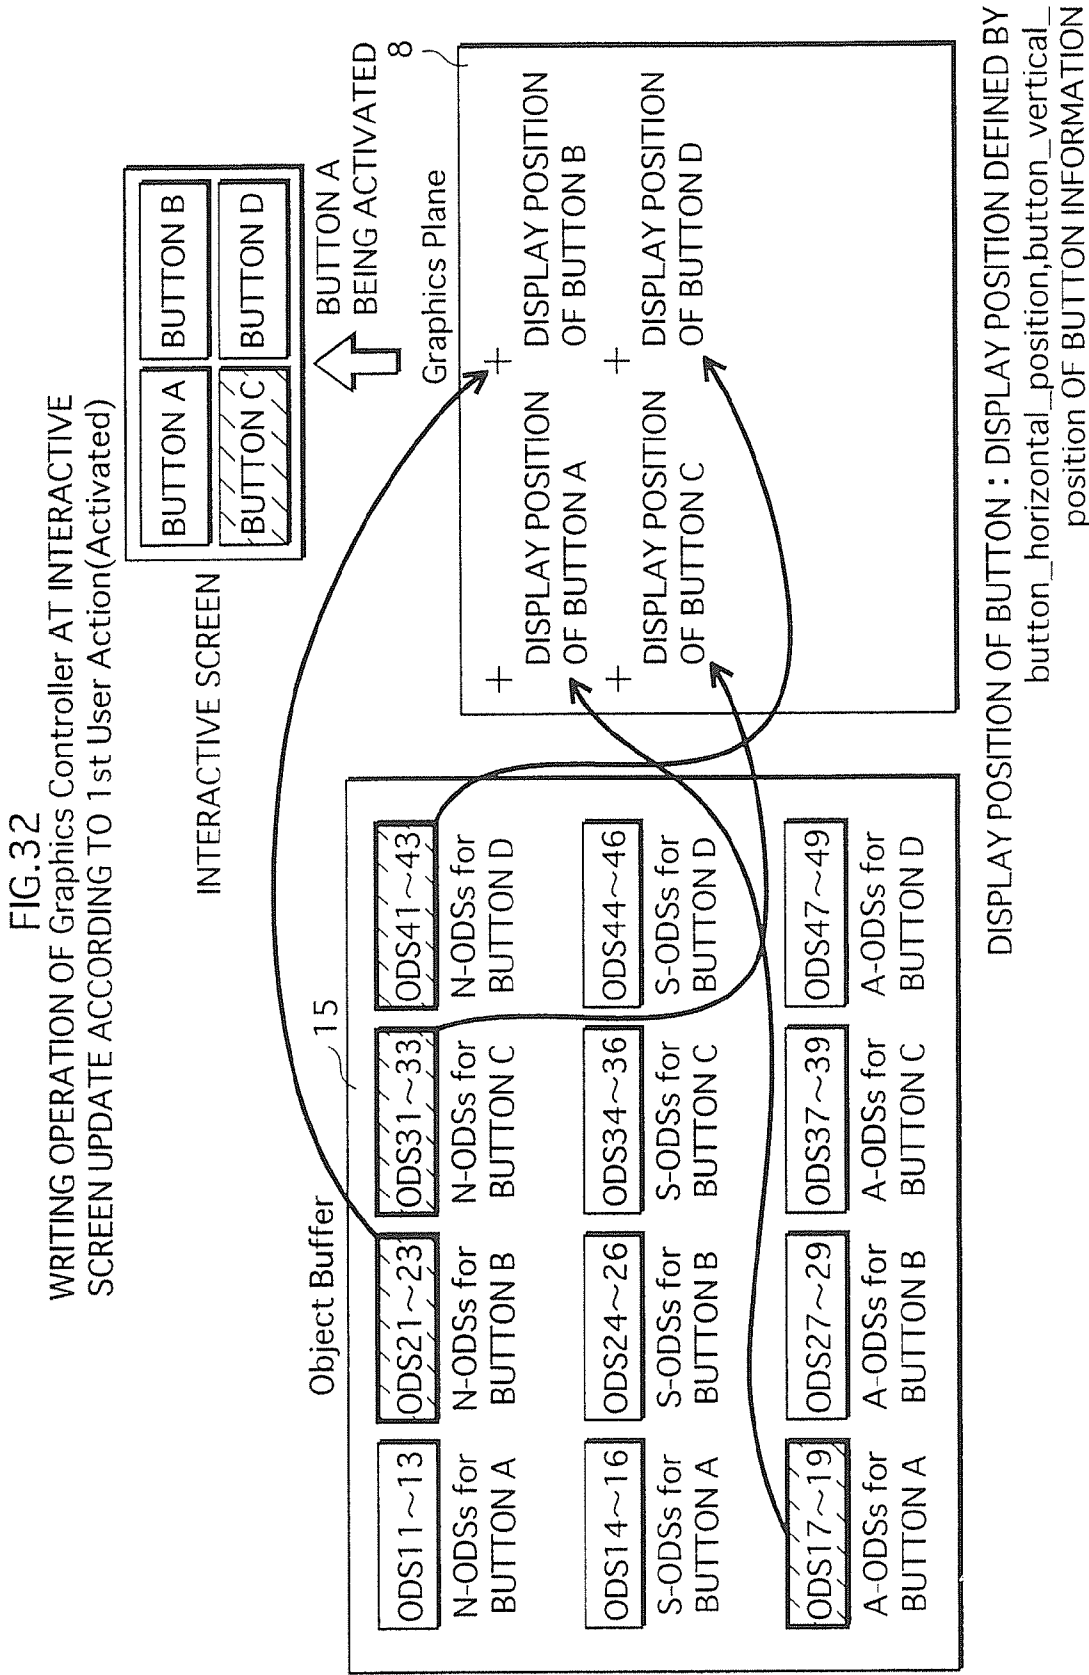 FIG.32
WRITING OPERATION OF Graphics Controller AT INTERACTIVE
SCREEN UPDATE ACCORDING TO 1st User Action(Activated)
INTERACTIVE SCREEN
BUTTON A
BUTTON B
BUTTON C
BUTTON D
BUTTON A
BEING ACTIVATED
Object Buffer
15
ODS11~13
N-ODSs for
BUTTON A
ODS21~23
N-ODSs for
BUTTON B
ODS31~33
N-ODSs for
BUTTON C
ODS41~43
N-ODSs for
BUTTON D
ODS14~16
S-ODSs for
BUTTON A
ODS24~26
S-ODSs for
BUTTON B
ODS34~36
S-ODSs for
BUTTON C
ODS44~46
S-ODSs for
BUTTON D
ODS17~19
A-ODSs for
BUTTON A
ODS27~29
A-ODSs for
BUTTON B
ODS37~39
A-ODSs for
BUTTON C
ODS47~49
A-ODSs for
BUTTON D
Graphics Plane
8
DISPLAY POSITION
OF BUTTON A
DISPLAY POSITION
OF BUTTON B
DISPLAY POSITION
OF BUTTON C
DISPLAY POSITION
OF BUTTON D
DISPLAY POSITION OF BUTTON : DISPLAY POSITION DEFINED BY
button_horizontal_position,button_vertical_
position OF BUTTON INFORMATION